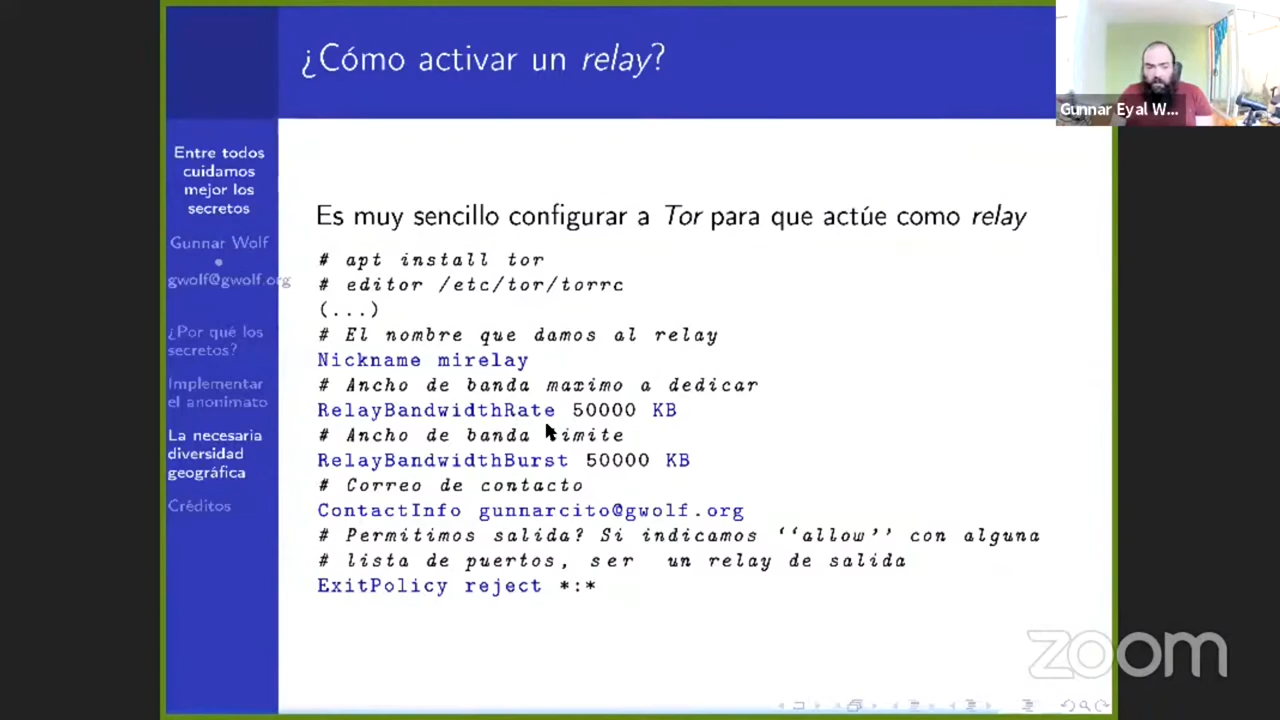 ¿Cómo activar un relay?
Gunnar Eyal W...
Entre todos
cuidamos
mejor los
secretos
Gunnar Wolf
•
gwolf@gwolf.org
¿Por qué los
secretos?
Implementar
el anonimato
La necesaria
diversidad
geográfica
Créditos
Es muy sencillo configurar a Tor para que actúe como relay
# apt install tor
# editor /etc/tor/torrc
(...)
# El nombre que damos al relay
Nickname mirelay
# Ancho de banda maximo a dedicar
RelayBandwidthRate 50000 KB
# Ancho de banda limite
RelayBandwidthBurst 50000 KB
# Correo de contacto
ContactInfo gunnarcito@gwolf.org
# Permitimos salida? Si indicamos ‘‘allow’’ con alguna
# lista de puertos, ser un relay de salida
ExitPolicy reject *:*
zoom